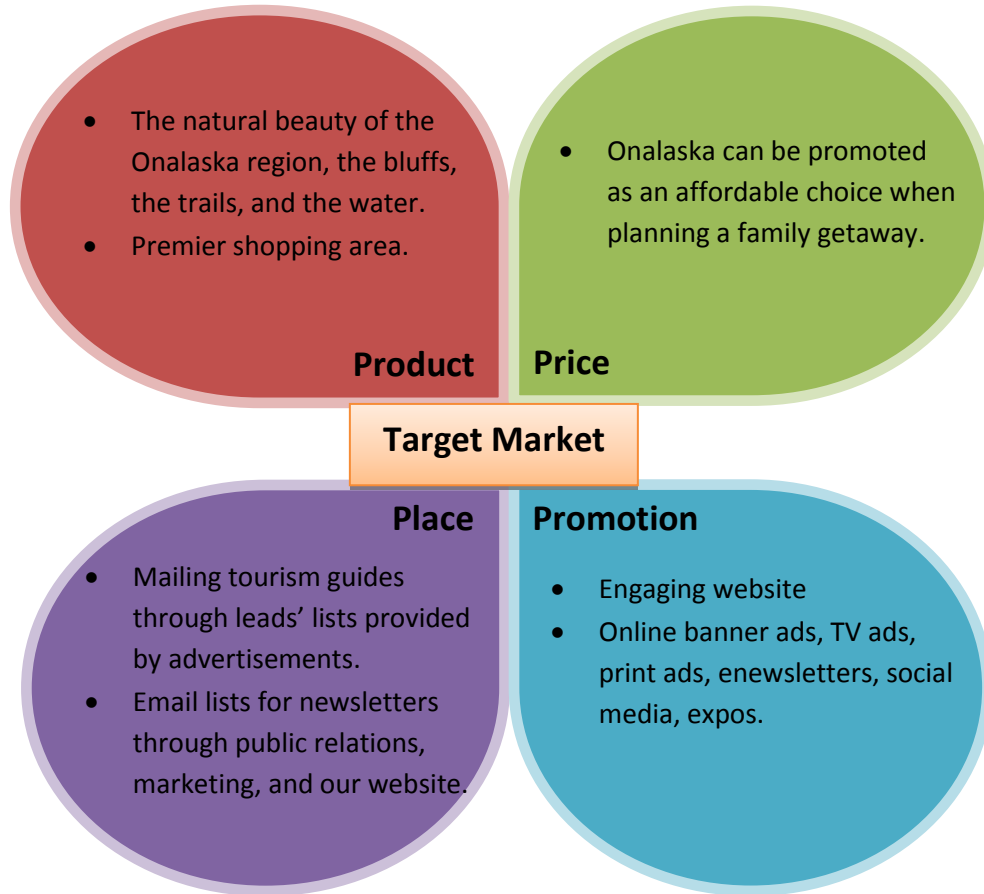 • The natural beauty of the
Onalaska region, the bluffs,
the trails, and the water.
• Premier shopping area.
Product
• Onalaska can be promoted
as an affordable choice when
planning a family getaway.
Price
Target Market
Place
• Mailing tourism guides
through leads’ lists provided
by advertisements.
• Email lists for newsletters
through public relations,
marketing, and our website.
Promotion
• Engaging website
• Online banner ads, TV ads,
print ads, enewsletters, social
media, expos.